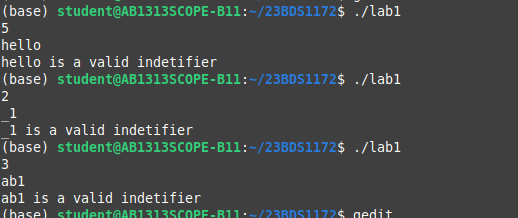 (base) student@AB1313SCOPE-B11:~/23BDS1172$ ./lab1
5
hello
hello is a valid indetifier
(base) student@AB1313SCOPE-B11:~/23BDS1172$ ./lab1
2
_1
_1 is a valid indetifier
(base) student@AB1313SCOPE-B11:~/23BDS1172$ ./lab1
3
ab1
ab1 is a valid indetifier
(base) student@AB1313SCOPE-B11:~/23BDS1172$ gedit